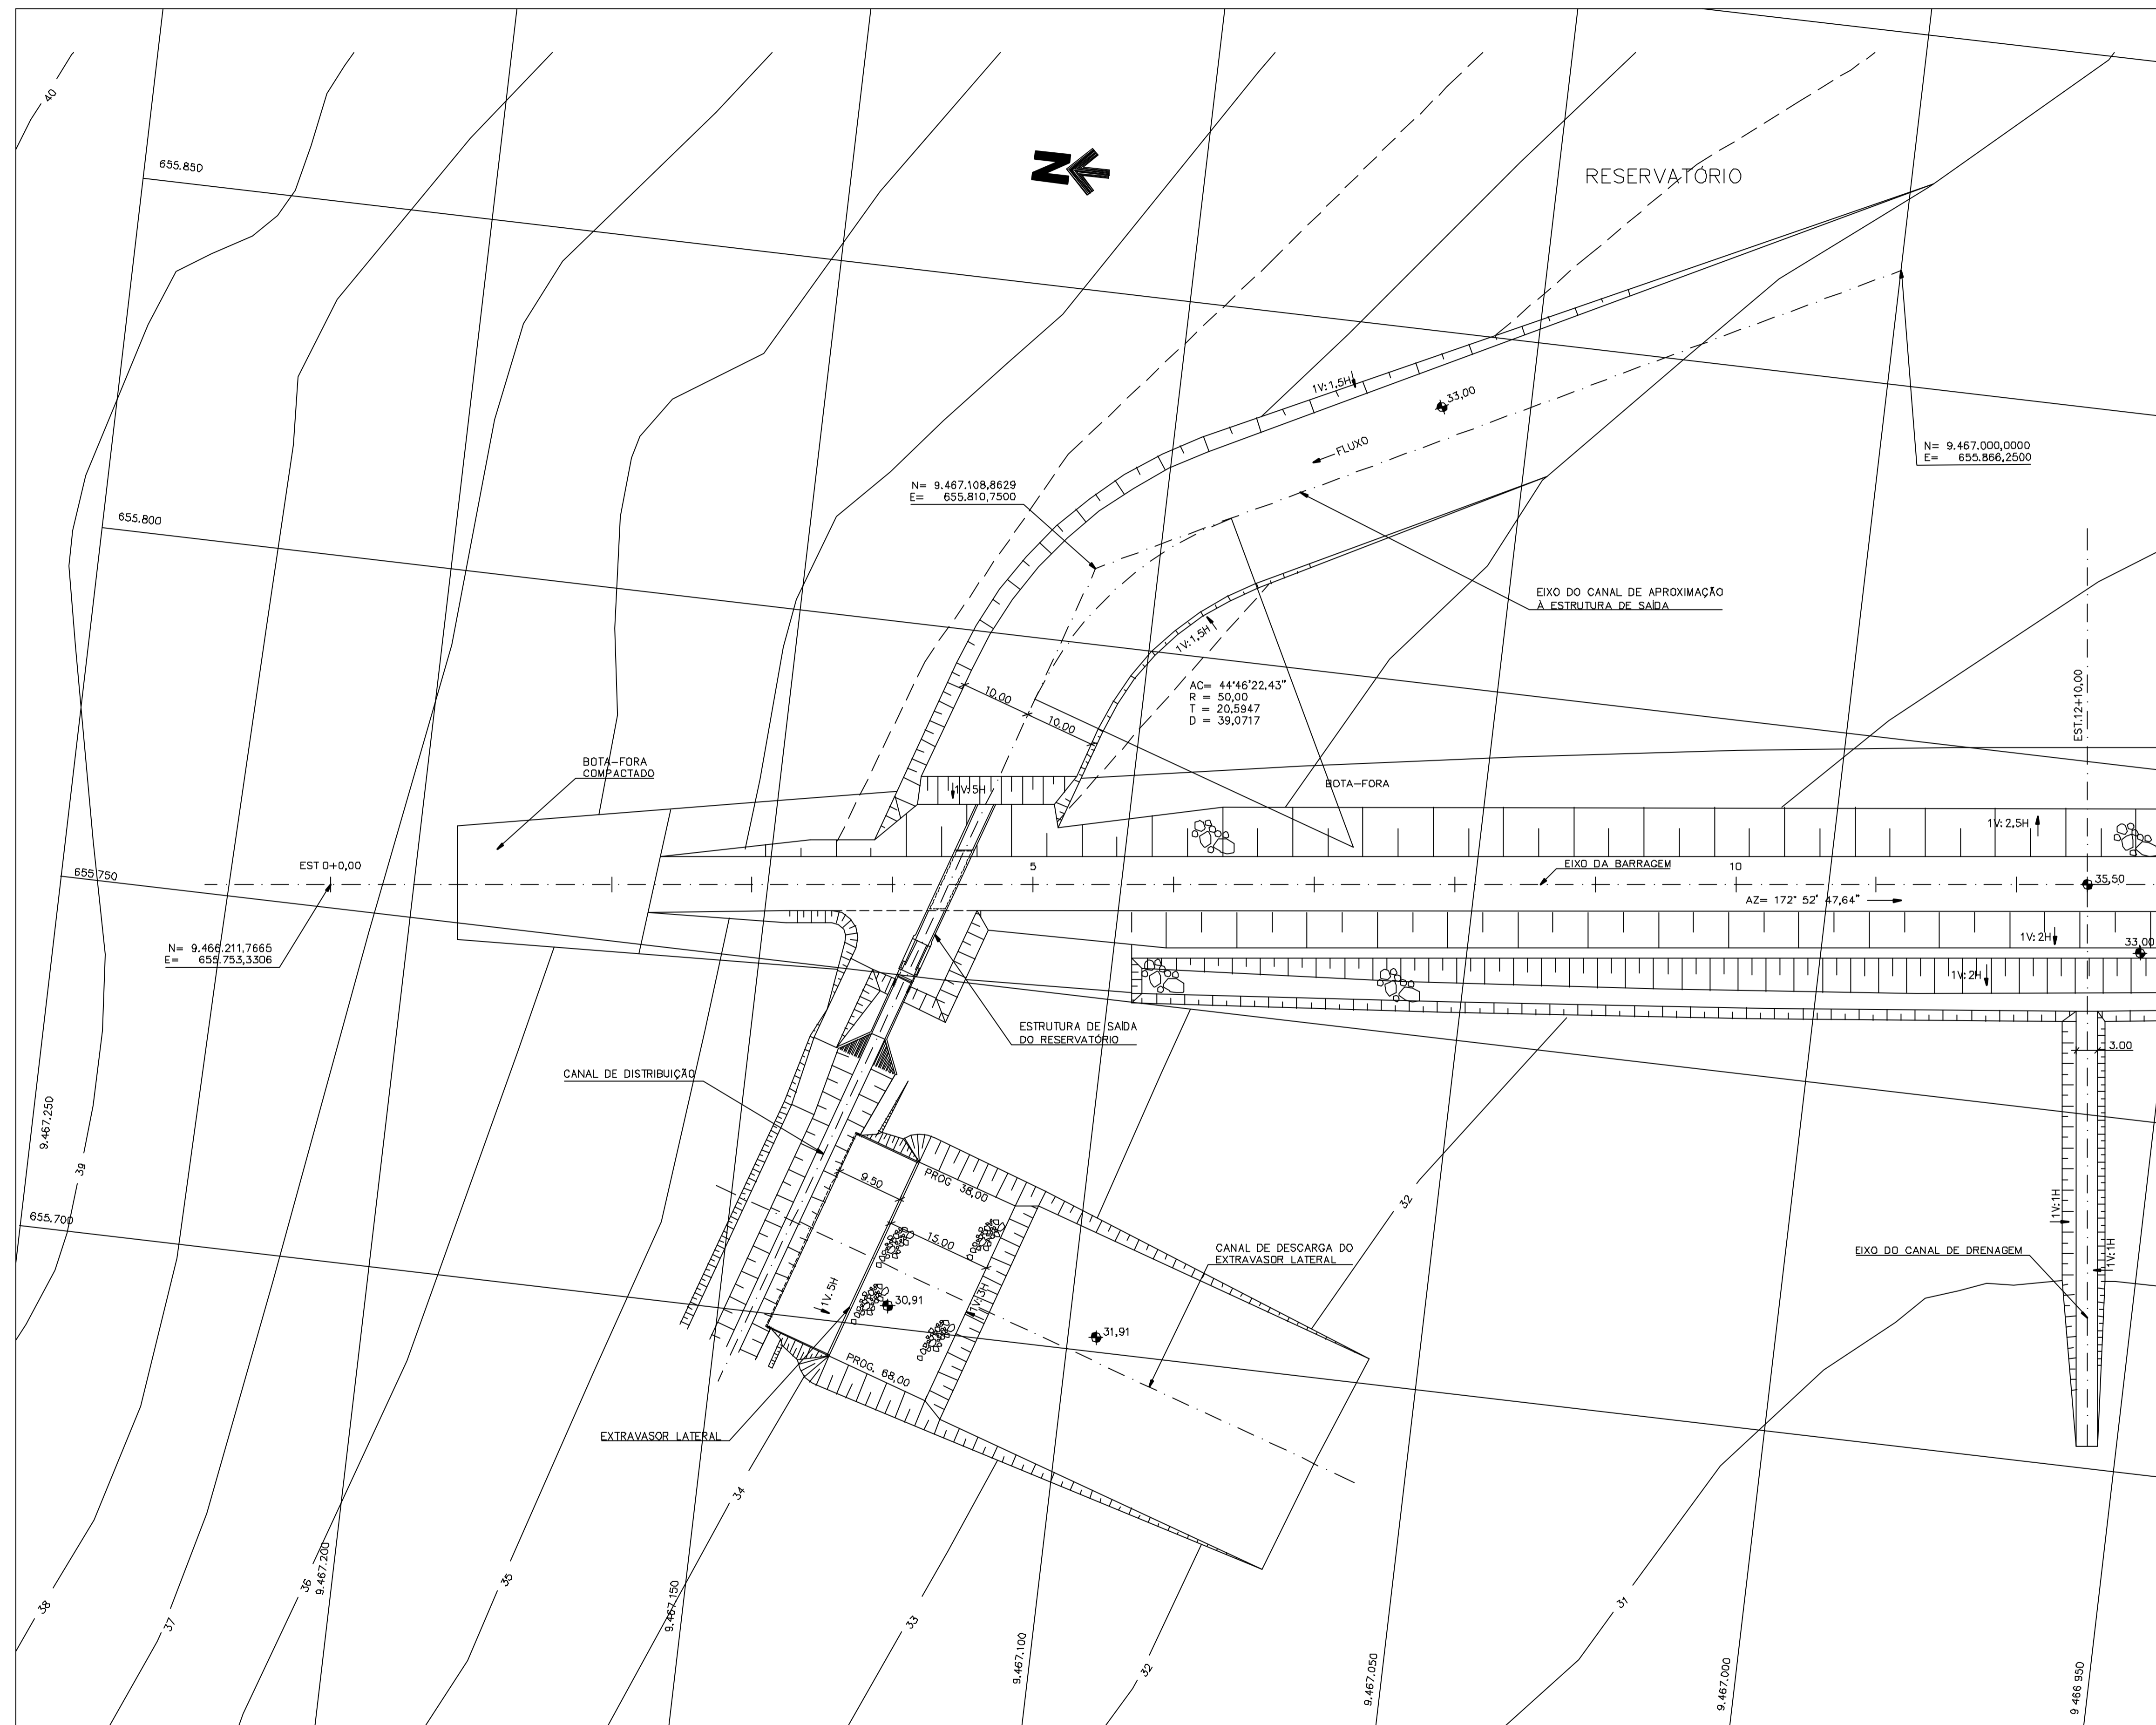 40
655.850
N
RESERVATÓRIO
1V:1,5H
33,00
FLUXO
N= 9.467.000,0000
E= 655.866,2500
N= 9.467.108,8629
E= 655.810,7500
655.800
EIXO DO CANAL DE APROXIMAÇÃO
À ESTRUTURA DE SAÍDA
1V:1,5H
AC= 44°46'22,43"
R = 50,00
T = 20,5947
D = 39,0717
10.00
10.00
EST.12+10,00
BOTA-FORA
COMPACTADO
1V:5H
BOTA-FORA
1V:2,5H
EST 0+0,00
655.750
5
EIXO DA BARRAGEM
10
35,50
AZ= 172° 52' 47,64"
N= 9.466.211,7665
E= 655.753,3306
1V:2H
33,00
1V:2H
ESTRUTURA DE SAÍDA
DO RESERVATÓRIO
3.00
CANAL DE DISTRIBUIÇÃO
9.467.250
39
9.50
PROG. 38,00
32
1V:1H
655.700
15.00
CANAL DE DESCARGA DO
EXTRAVASOR LATERAL
EIXO DO CANAL DE DRENAGEM
1V:1H
1V:5H
30,91
1V:3H
31,91
PROG. 68,00
EXTRAVASOR LATERAL
34
38
37
36
9.467.200
35
9.467.150
33
9.467.100
32
9.467.050
31
9.467.000
9.466 950